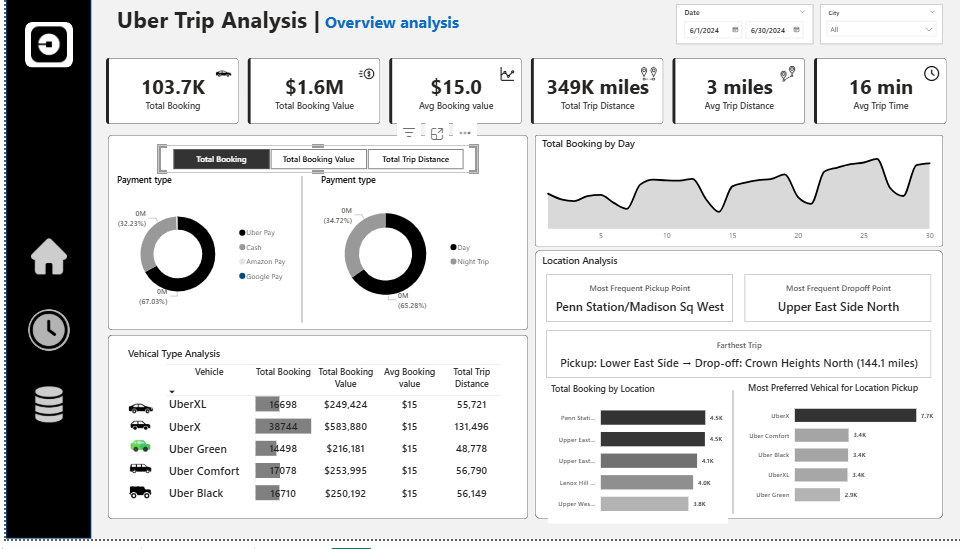 Uber Trip Analysis | Overview analysis
Date
6/1/2024 6/30/2024
City
All
103.7K
Total Booking
$1.6M
Total Booking Value
$15.0
Avg Booking value
349K miles
Total Trip Distance
3 miles
Avg Trip Distance
16 min
Avg Trip Time
Total Booking Total Booking Value Total Trip Distance
Payment type
0M
(32.23%)
0M
(67.03%)
Uber Pay
Cash
Amazon Pay
Google Pay
Payment type
0M
(34.72%)
0M
(65.28%)
Day
Night Trip
Total Booking by Day
5 10 15 20 25 30
Vehical Type Analysis
Vehicle Total Booking Total Booking Value Avg Booking value Total Trip Distance
UberXL 16698 $249,424 $15 55,721
UberX 38744 $583,880 $15 131,496
Uber Green 14498 $216,181 $15 48,778
Uber Comfort 17078 $253,995 $15 56,790
Uber Black 16710 $250,192 $15 56,149
Location Analysis
Most Frequent Pickup Point
Penn Station/Madison Sq West
Most Frequent Dropoff Point
Upper East Side North
Farthest Trip
Pickup: Lower East Side → Drop-off: Crown Heights North (144.1 miles)
Total Booking by Location
Penn Stati... 4.5K
Upper East... 4.5K
Upper East... 4.1K
Lenox Hill ... 4.0K
Upper Wes... 3.8K
Most Preferred Vehical for Location Pickup
UberX 7.7K
Uber Comfort 3.4K
Uber Black 3.4K
UberXL 3.4K
Uber Green 2.9K